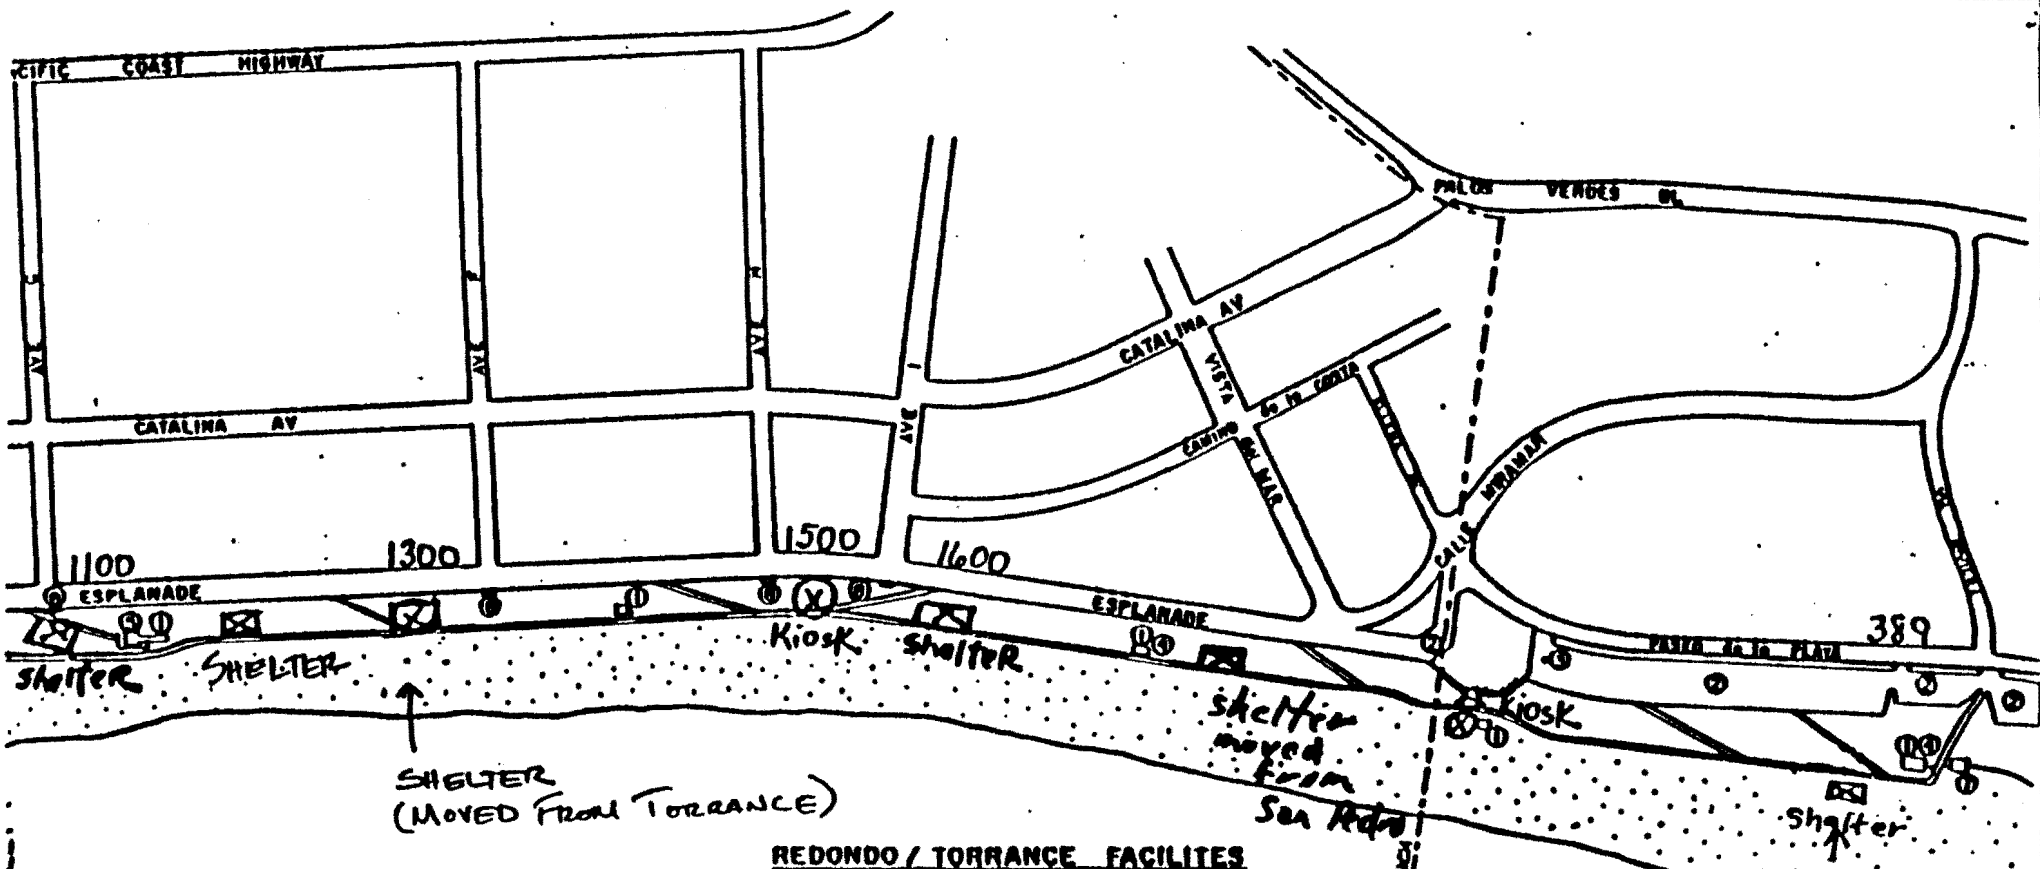 CIFIC COAST HIGHWAY
PALOS VERDES BL
CATALINA AV
VISTA
de la COSTA
CAMINO
del MAR
AV
AV
AV
AV
CATALINA AV
MIRAMAR
CALLE
1100
1300
1500
1600
ESPLANADE
ESPLANADE
389
PASEO de la PLAYA
Kiosk
shelter
shelter
SHELTER
Kiosk
shelter
moved
from
San Pedro
SHELTER
(MOVED FROM TORRANCE)
Shelter
REDONDO / TORRANCE FACILITES